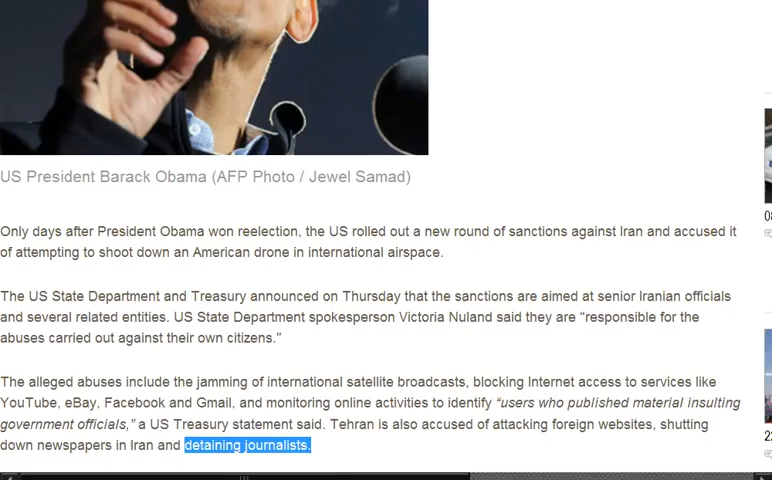 US President Barack Obama (AFP Photo / Jewel Samad)
Only days after President Obama won reelection, the US rolled out a new round of sanctions against Iran and accused it
of attempting to shoot down an American drone in international airspace.
The US State Department and Treasury announced on Thursday that the sanctions are aimed at senior Iranian officials
and several related entities. US State Department spokesperson Victoria Nuland said they are “responsible for the
abuses carried out against their own citizens.”
The alleged abuses include the jamming of international satellite broadcasts, blocking Internet access to services like
YouTube, eBay, Facebook and Gmail, and monitoring online activities to identify “users who published material insulting
government officials,” a US Treasury statement said. Tehran is also accused of attacking foreign websites, shutting
down newspapers in Iran and detaining journalists.